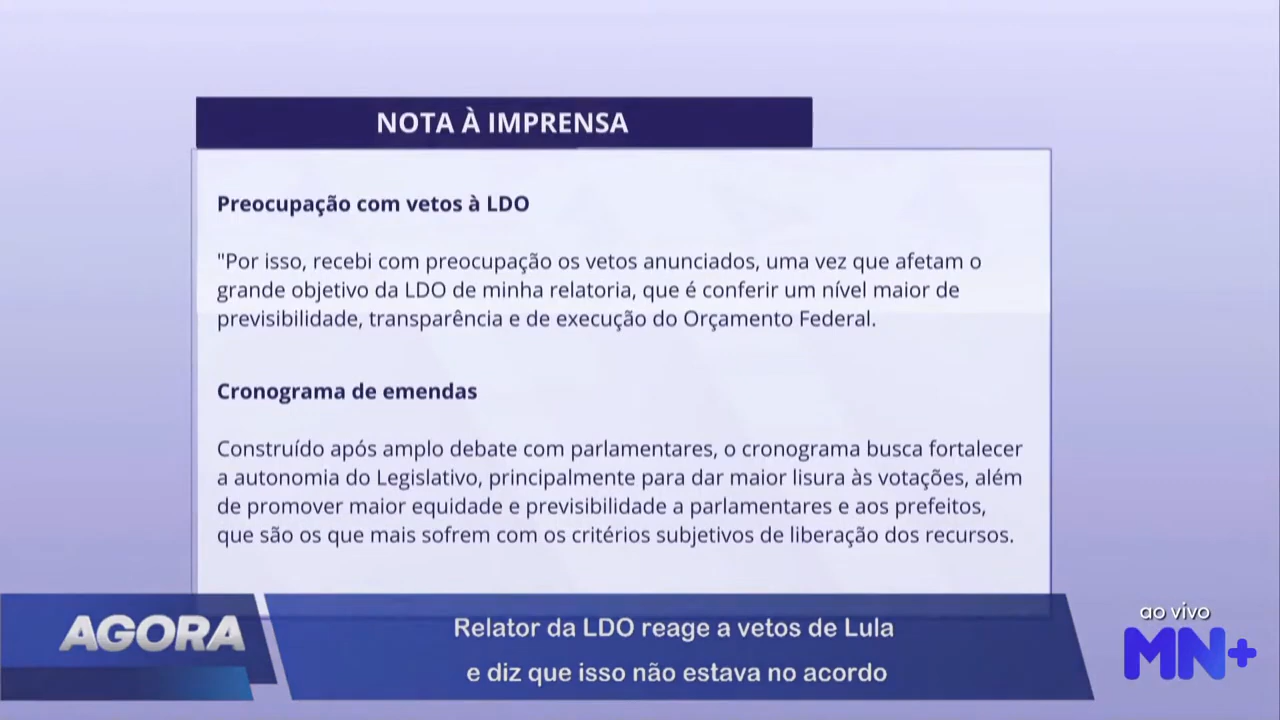 NOTA À IMPRENSA
Preocupação com vetos à LDO
"Por isso, recebi com preocupação os vetos anunciados, uma vez que afetam o
grande objetivo da LDO de minha relatoria, que é conferir um nível maior de
previsibilidade, transparência e de execução do Orçamento Federal.
Cronograma de emendas
Construído após amplo debate com parlamentares, o cronograma busca fortalecer
a autonomia do Legislativo, principalmente para dar maior lisura às votações, além
de promover maior equidade e previsibilidade a parlamentares e aos prefeitos,
que são os que mais sofrem com os critérios subjetivos de liberação dos recursos.
AGORA
Relator da LDO reage a vetos de Lula
e diz que isso não estava no acordo
ao vivo
MN+